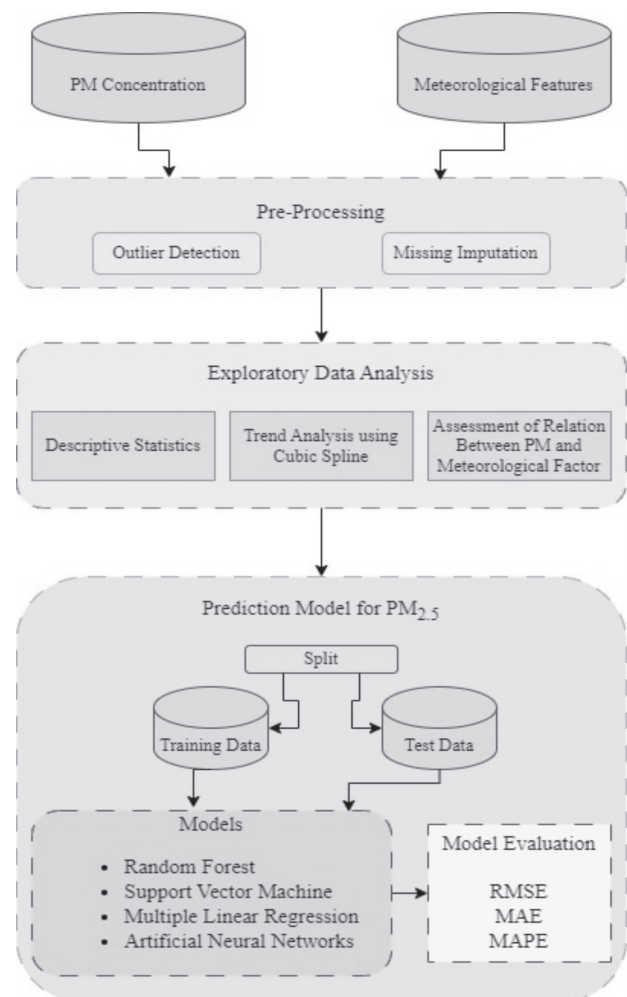 PM Concentration
Meteorological Features
Pre-Processing
Outlier Detection
Missing Imputation
Exploratory Data Analysis
Descriptive Statistics
Trend Analysis using
Cubic Spline
Assessment of Relation
Between PM and
Meteorological Factor
Prediction Model for PM2.5
Split
Training Data
Test Data
Models
• Random Forest
• Support Vector Machine
• Multiple Linear Regression
• Artificial Neural Networks
Model Evaluation
RMSE
MAE
MAPE